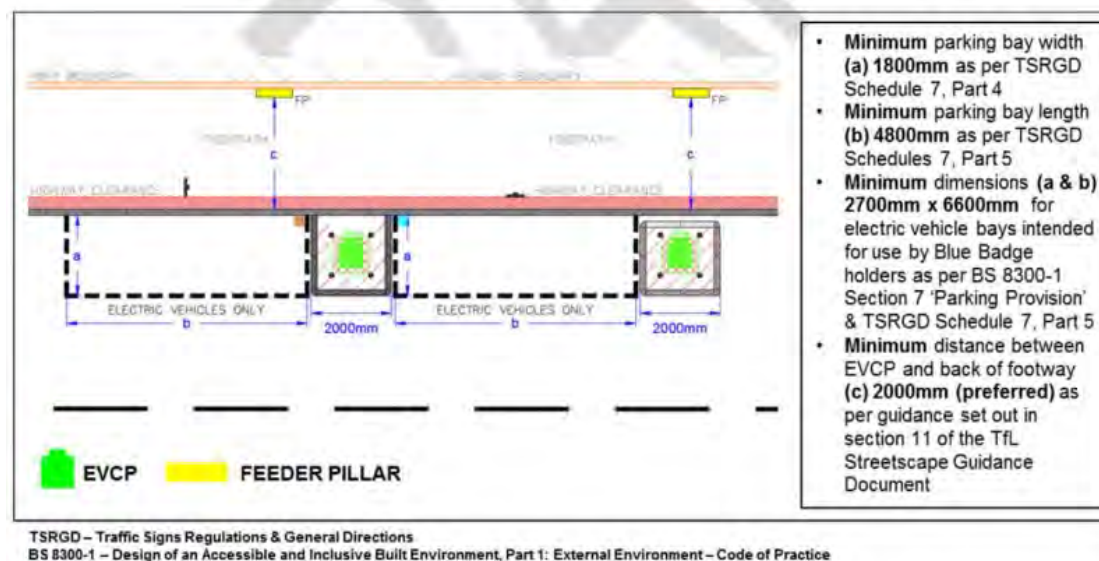 FP
FP
c
c
HIGHWAY CLEARANCE
HIGHWAY CLEARANCE
a
a
ELECTRIC VEHICLES ONLY
ELECTRIC VEHICLES ONLY
b
2000mm
b
2000mm
EVCP
FEEDER PILLAR
• Minimum parking bay width
(a) 1800mm as per TSRGD
Schedule 7, Part 4
• Minimum parking bay length
(b) 4800mm as per TSRGD
Schedules 7, Part 5
• Minimum dimensions (a & b)
2700mm x 6600mm for
electric vehicle bays intended
for use by Blue Badge
holders as per BS 8300-1
Section 7 ‘Parking Provision’
& TSRGD Schedule 7, Part 5
• Minimum distance between
EVCP and back of footway
(c) 2000mm (preferred) as
per guidance set out in
section 11 of the TfL
Streetscape Guidance
Document
TSRGD – Traffic Signs Regulations & General Directions
BS 8300-1 – Design of an Accessible and Inclusive Built Environment, Part 1: External Environment – Code of Practice